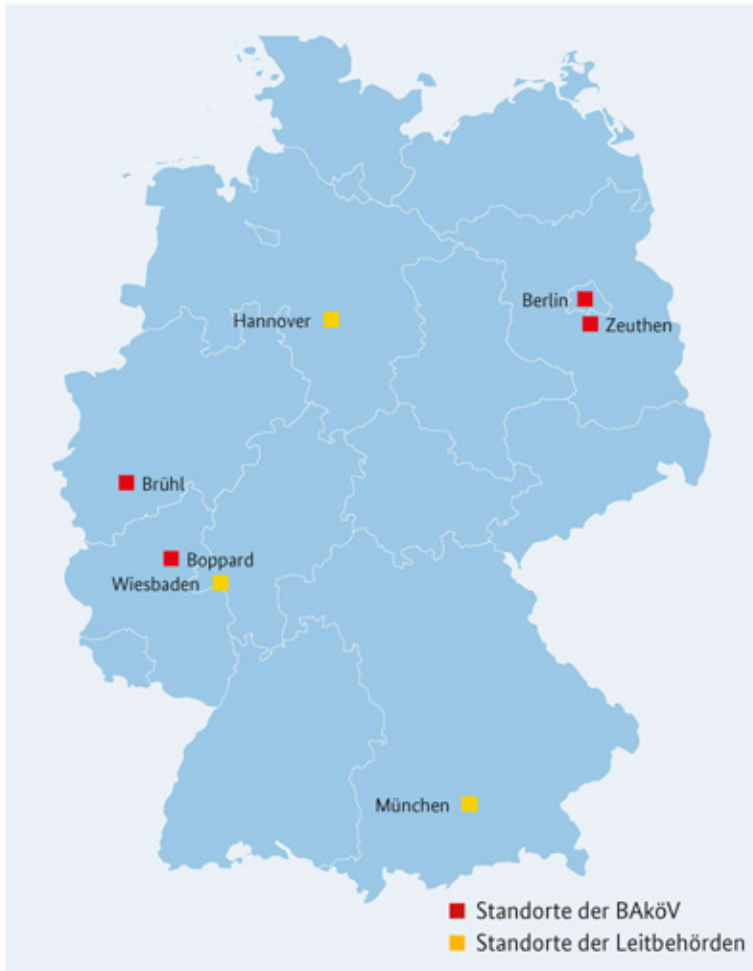 Berlin
Hannover
Zeuthen
Brühl
Boppard
Wiesbaden
München
Standorte der BAköV
Standorte der Leitbehörden